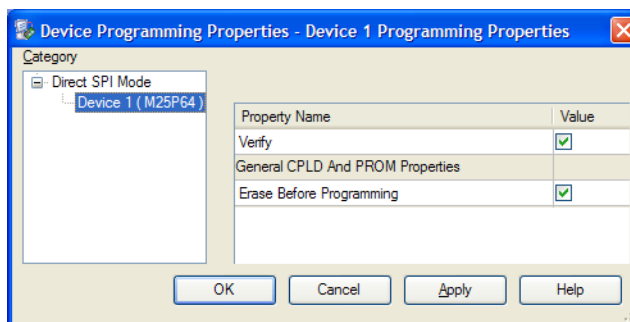 Device Programming Properties - Device 1 Programming Properties
Category
Direct SPI Mode
Device 1 ( M25P64 )
Property Name Value
Verify
General CPLD And PROM Properties
Erase Before Programming
OK Cancel Apply Help